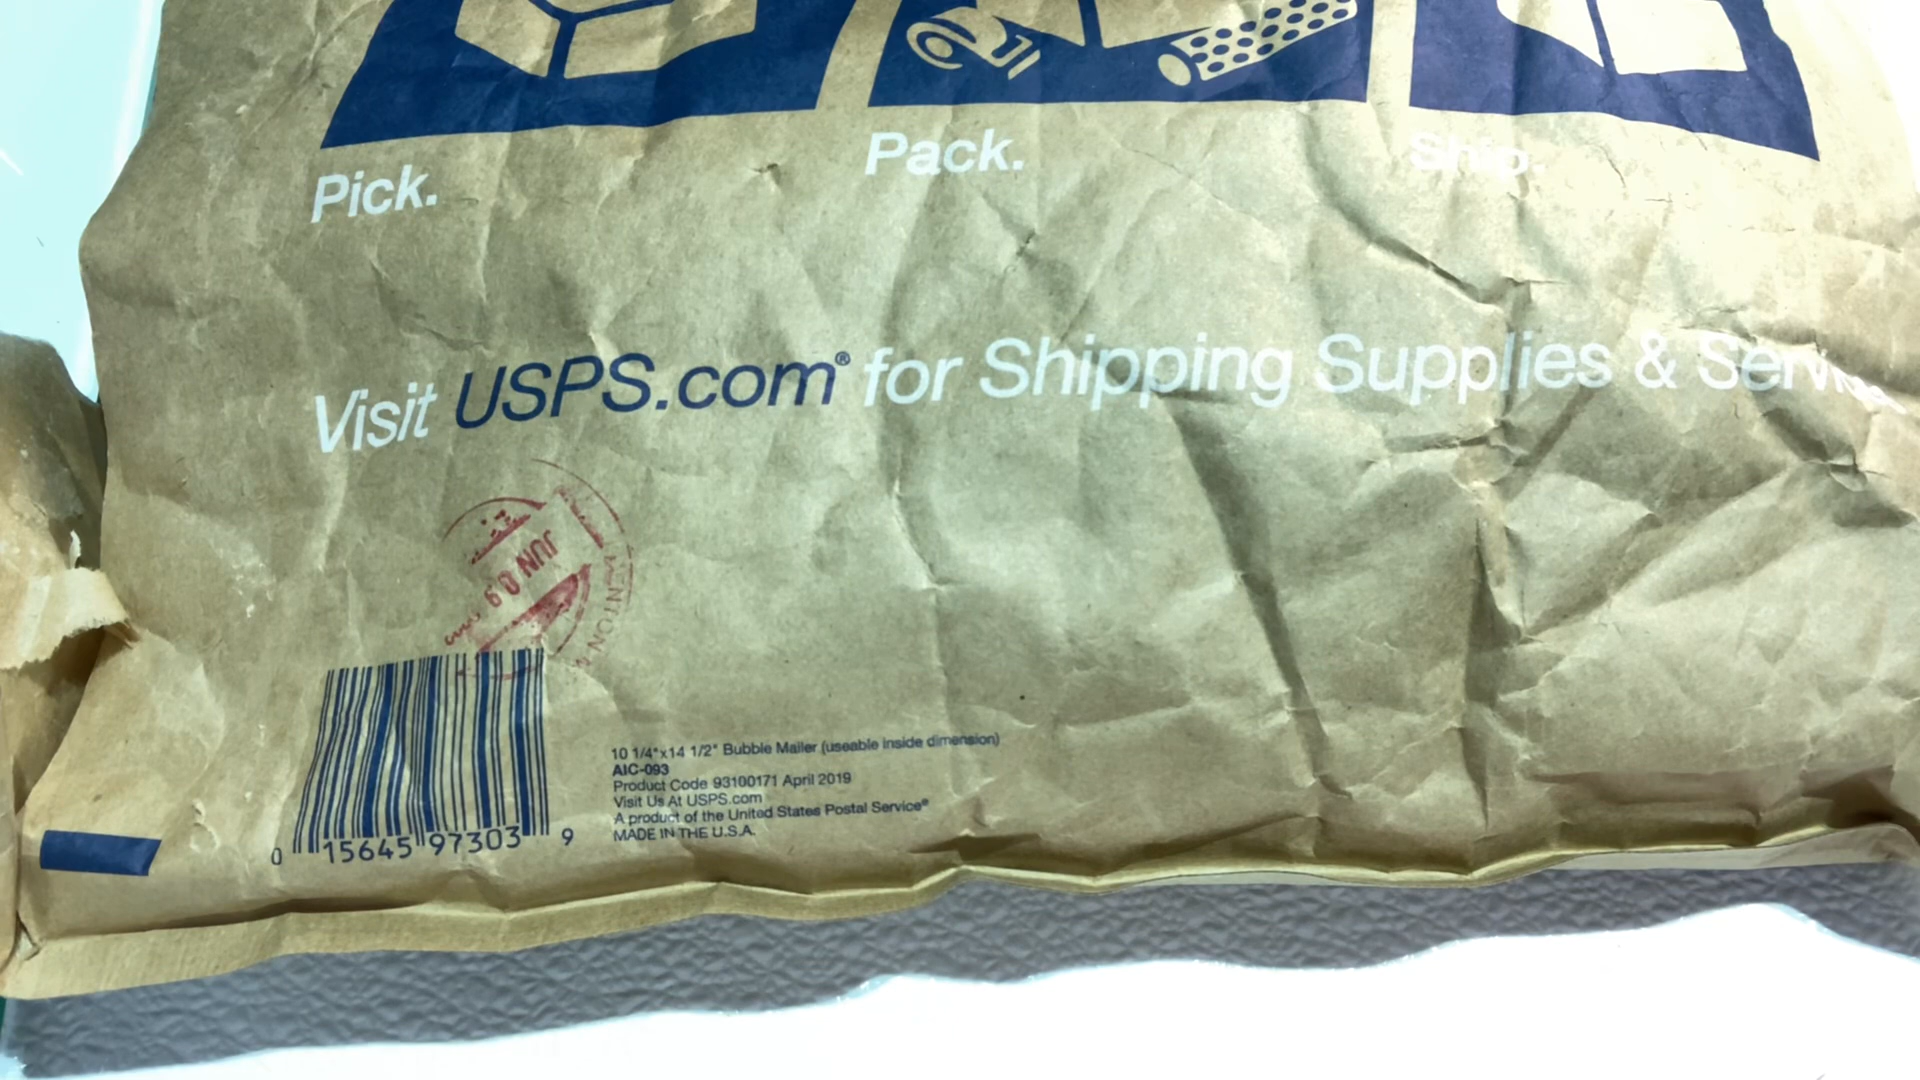 Pick.
Pack.
Ship.
Visit USPS.com® for Shipping Supplies &
JUN 09
10 1/4"x14 1/2" Bubble Mailer (useable inside dimension)
AIC-093
Product Code 93100171 April 2019
Visit Us At USPS.com
A product of the United States Postal Service®
MADE IN THE U.S.A.
0 15645 97303 9